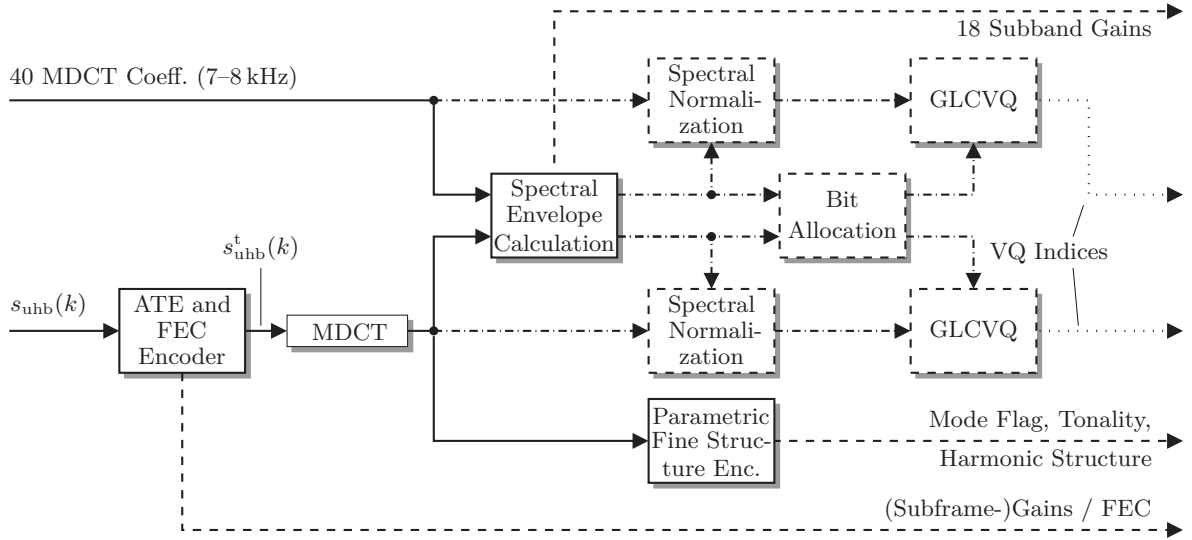 18 Subband Gains
40 MDCT Coeff. (7–8 kHz)
Spectral
Normali-
zation
GLCVQ
Spectral
Envelope
Calculation
Bit
Allocation
s^t_uhb(k)
VQ Indices
s_uhb(k)
ATE and
FEC
Encoder
MDCT
Spectral
Normali-
zation
GLCVQ
Parametric
Fine Struc-
ture Enc.
Mode Flag, Tonality,
Harmonic Structure
(Subframe-)Gains / FEC